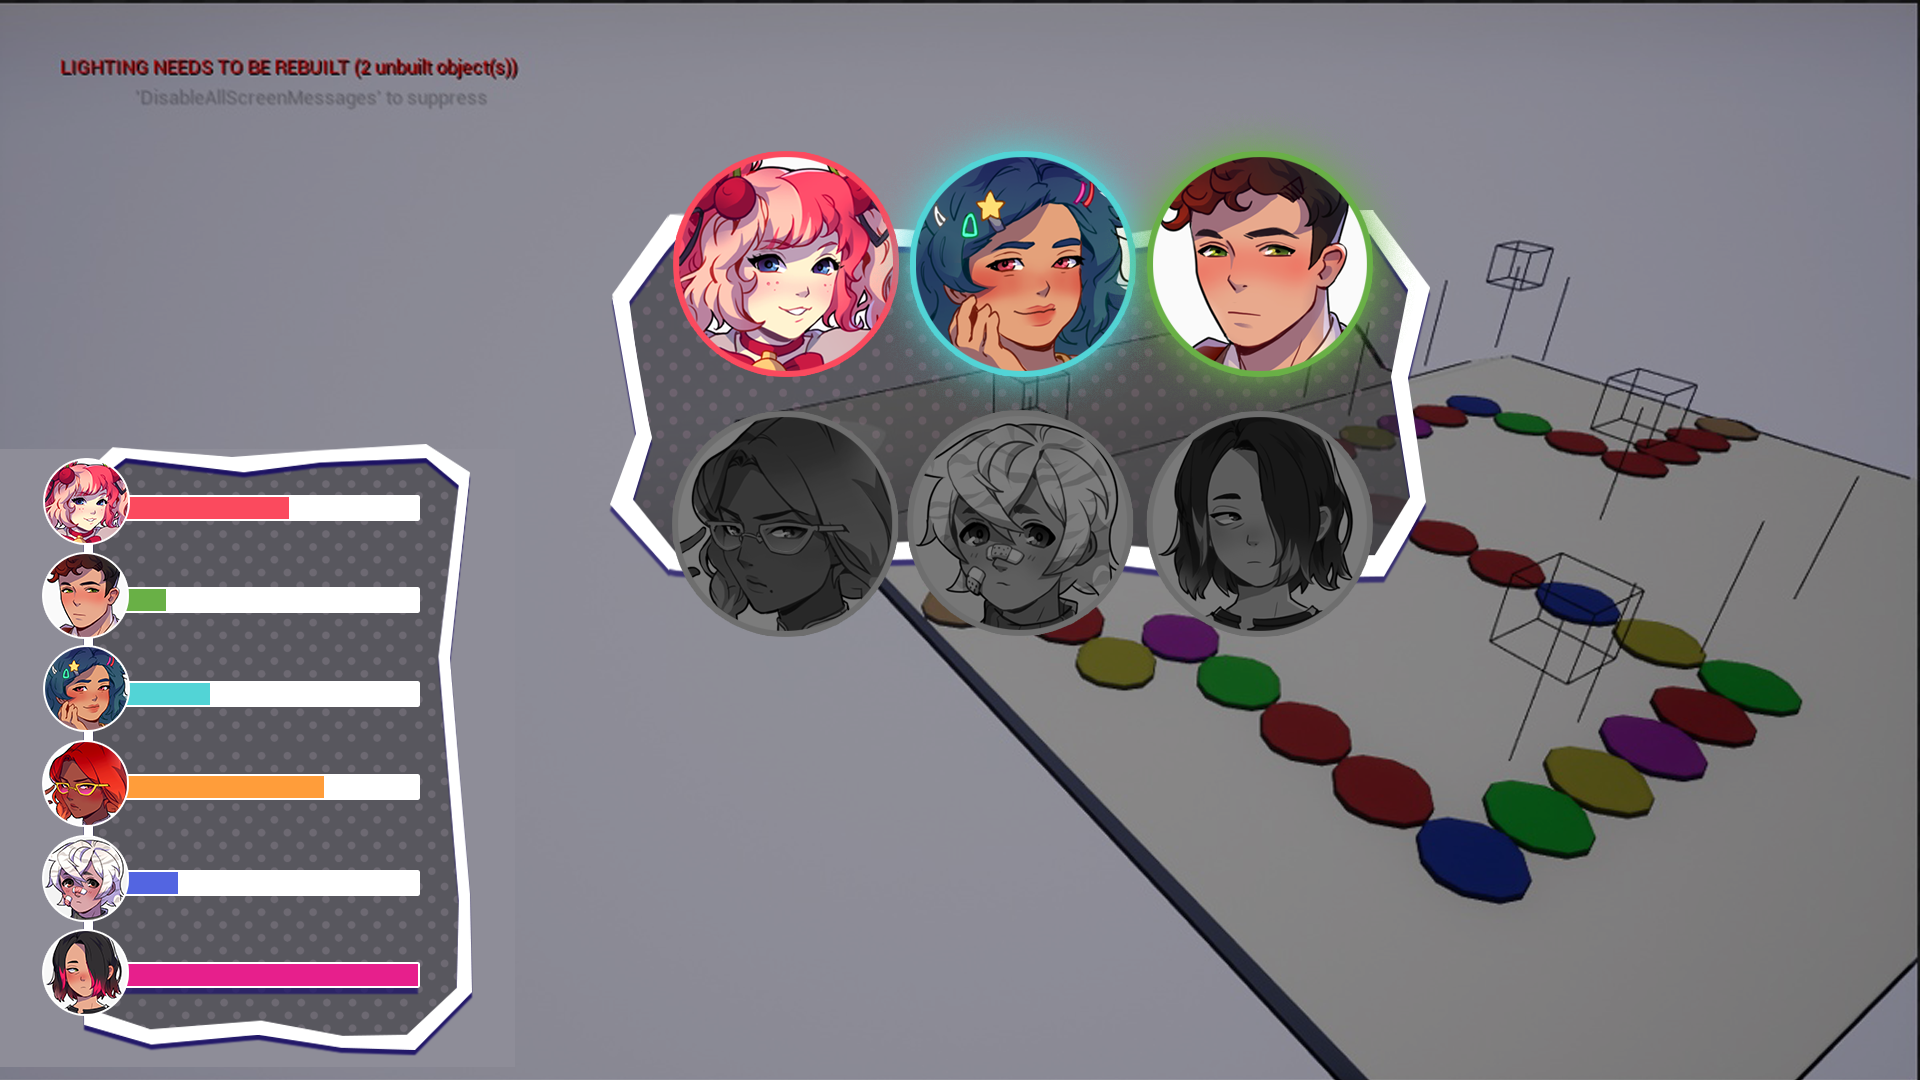 LIGHTING NEEDS TO BE REBUILT (2 unbuilt object(s))
'DisableAllScreenMessages' to suppress